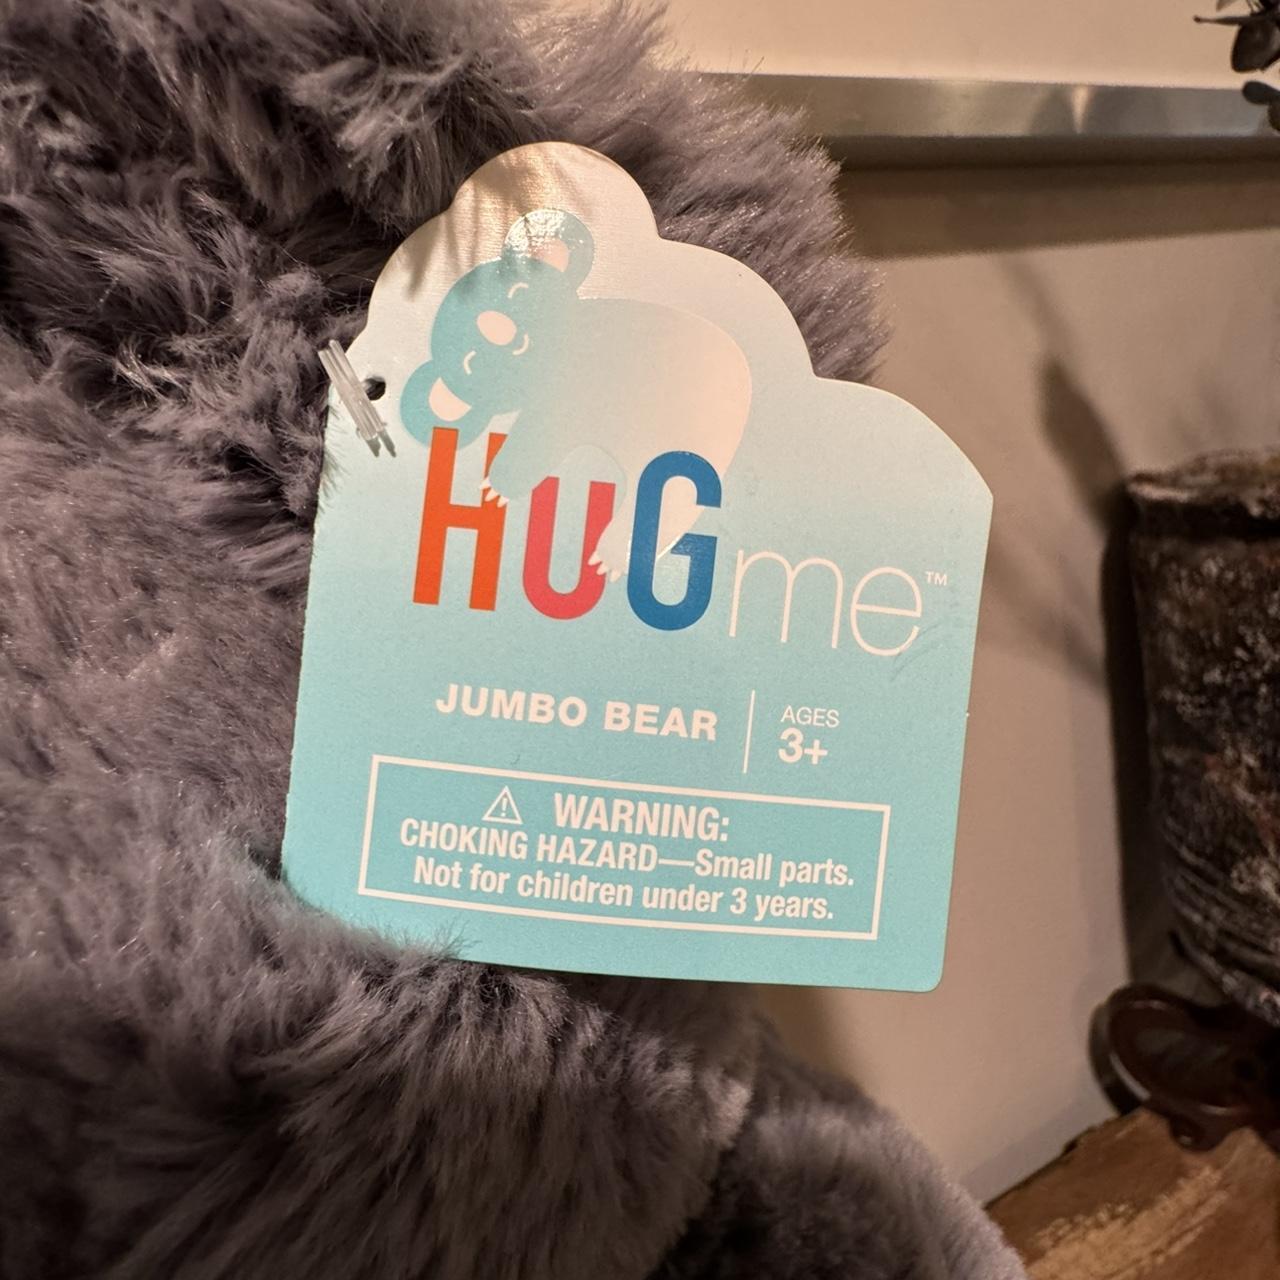 HUGme™
JUMBO BEAR
AGES
3+
⚠ WARNING:
CHOKING HAZARD—Small parts.
Not for children under 3 years.